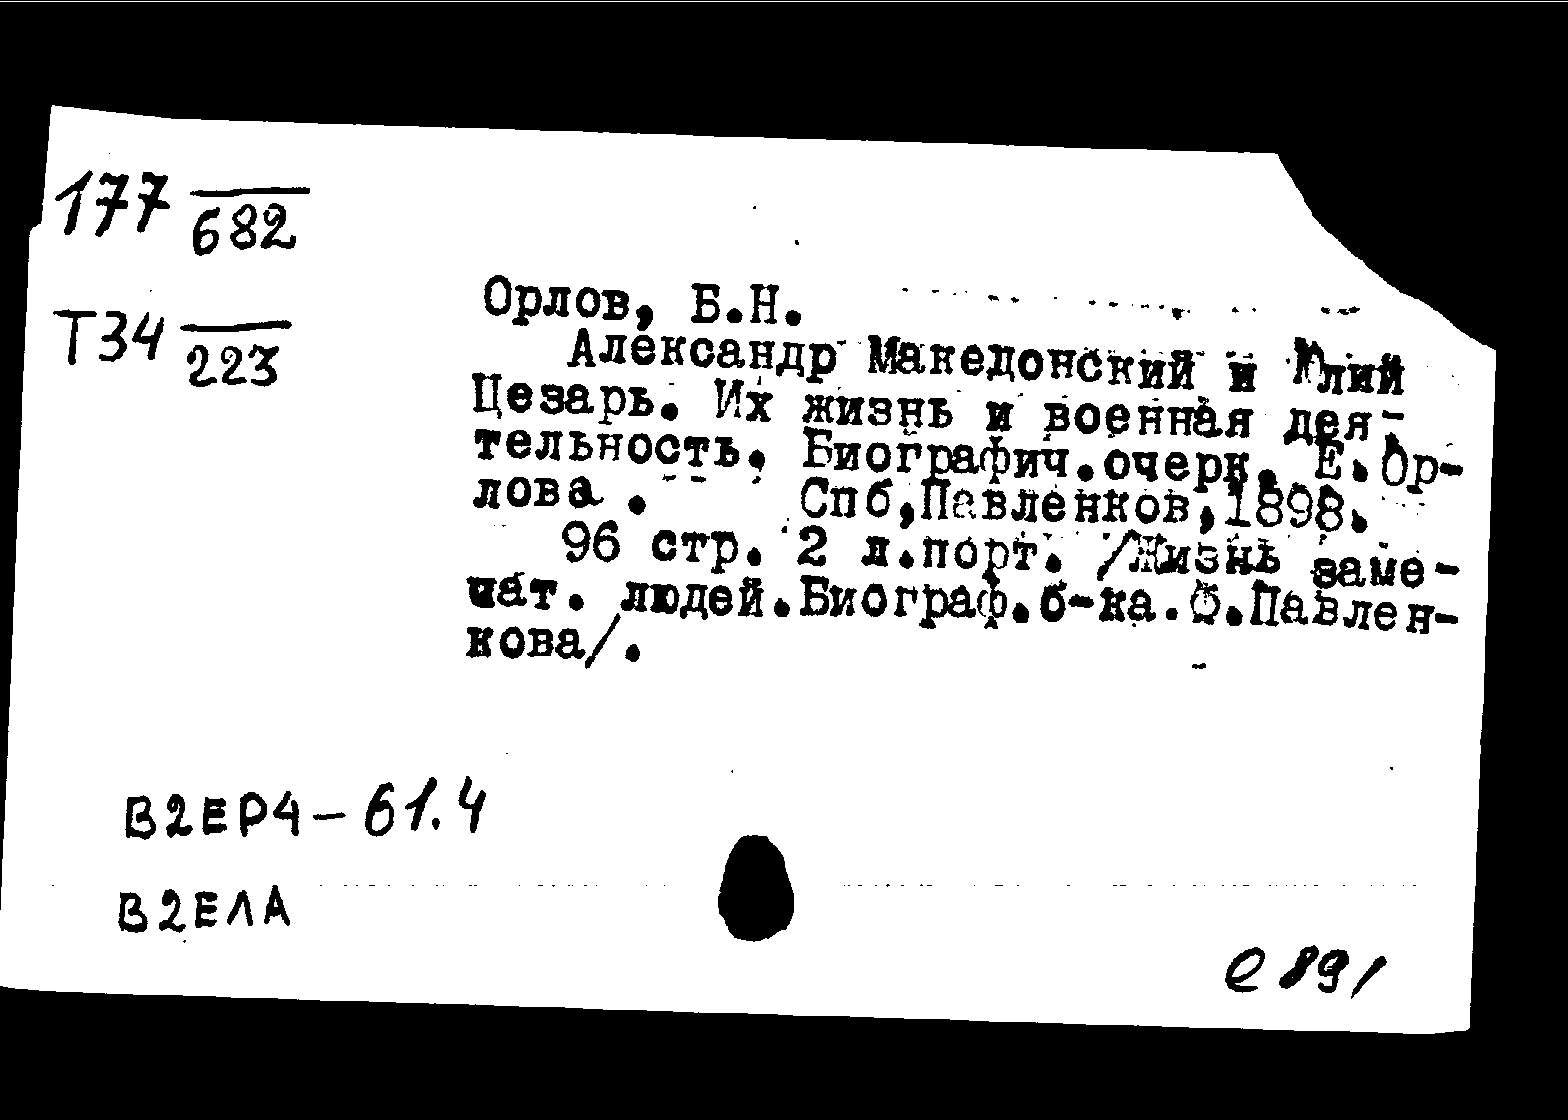 177 682
Т34 223
Орлов, Б.Н.
Александр Македонский и Юлий
Цезарь. Их жизнь и военная дея-
тельность. Биографич.очерк. Е.Ор-
лова. Спб,Павленков,1898.
96 стр. 2 л.порт. /Жизнь заме-
чат. людей.Биограф.б-ка.Ф.Павлен-
кова/.
В2ЕР4-61.4
В2ЕЛА
е 891